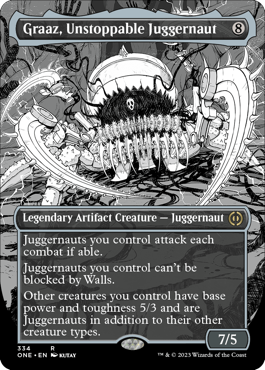 Graaz, Unstoppable Juggernaut 8
Legendary Artifact Creature — Juggernaut
Juggernauts you control attack each
combat if able.
Juggernauts you control can't be
blocked by Walls.
Other creatures you control have base
power and toughness 5/3 and are
Juggernauts in addition to their other
creature types.
7/5
334 R
ONE • EN KUTAY
™ & © 2023 Wizards of the Coast